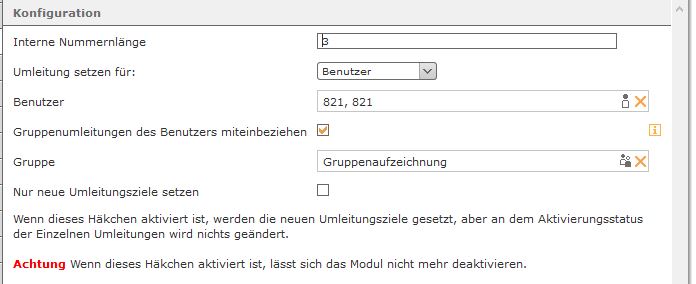 Konfiguration
Interne Nummernlänge 3
Umleitung setzen für: Benutzer
Benutzer 821, 821
Gruppenumleitungen des Benutzers miteinbeziehen
Gruppe Gruppenaufzeichnung
Nur neue Umleitungsziele setzen
Wenn dieses Häkchen aktiviert ist, werden die neuen Umleitungsziele gesetzt, aber an dem Aktivierungsstatus
der Einzelnen Umleitungen wird nichts geändert.
Achtung Wenn dieses Häkchen aktiviert ist, lässt sich das Modul nicht mehr deaktivieren.